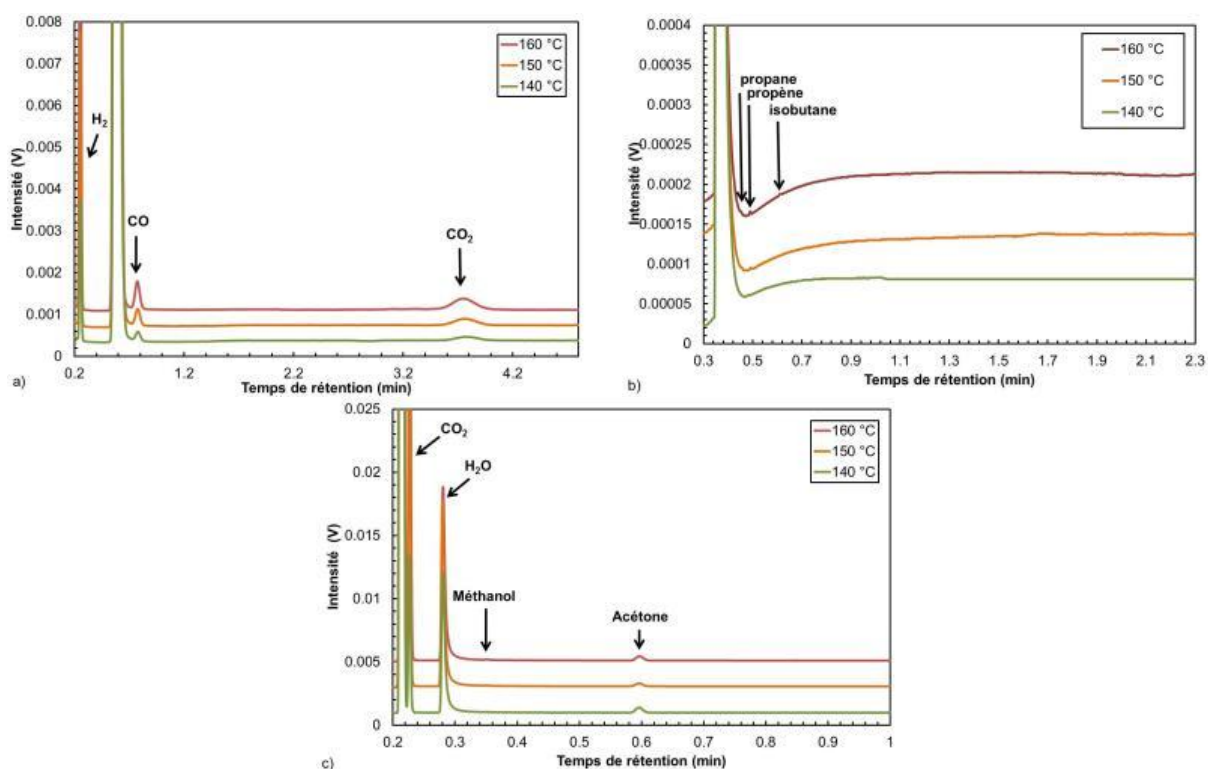 a)
0.008
0.007
0.006
0.005
0.004
0.003
0.002
0.001
0
Intensité (V)
160 °C
150 °C
140 °C
H2
CO
CO2
0.2 1.2 2.2 3.2 4.2
Temps de rétention (min)
b)
0.0004
0.00035
0.0003
0.00025
0.0002
0.00015
0.0001
0.00005
0
Intensité (V)
160 °C
150 °C
140 °C
propane
propène
isobutane
0.3 0.5 0.7 0.9 1.1 1.3 1.5 1.7 1.9 2.1 2.3
Temps de rétention (min)
0.025
0.02
0.015
0.01
0.005
0
Intensité (V)
160 °C
150 °C
140 °C
CO2
H2O
Méthanol
Acétone
0.2 0.3 0.4 0.5 0.6 0.7 0.8 0.9 1
Temps de rétention (min)
c)